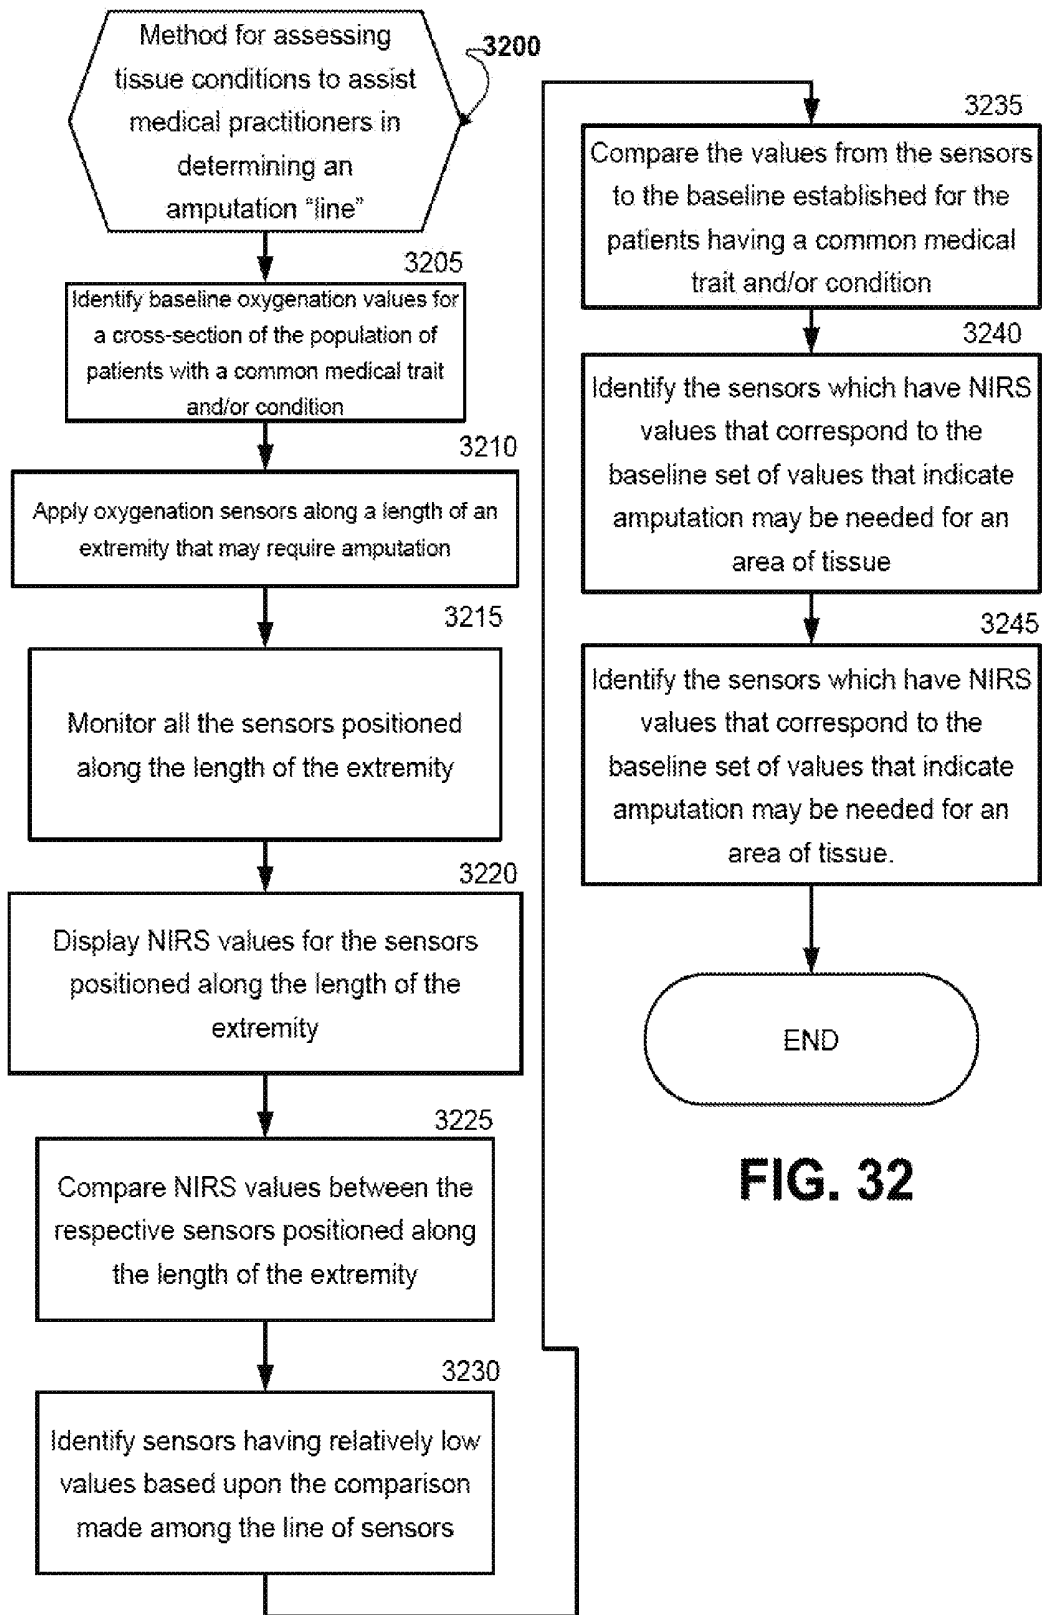 Method for assessing
tissue conditions to assist
medical practitioners in
determining an
amputation “line”
3200
3205
Identify baseline oxygenation values for
a cross-section of the population of
patients with a common medical trait
and/or condition
3210
Apply oxygenation sensors along a length of an
extremity that may require amputation
3215
Monitor all the sensors positioned
along the length of the extremity
3220
Display NIRS values for the sensors
positioned along the length of the
extremity
3225
Compare NIRS values between the
respective sensors positioned along
the length of the extremity
3230
Identify sensors having relatively low
values based upon the comparison
made among the line of sensors
3235
Compare the values from the sensors
to the baseline established for the
patients having a common medical
trait and/or condition
3240
Identify the sensors which have NIRS
values that correspond to the
baseline set of values that indicate
amputation may be needed for an
area of tissue
3245
Identify the sensors which have NIRS
values that correspond to the
baseline set of values that indicate
amputation may be needed for an
area of tissue.
END
FIG. 32